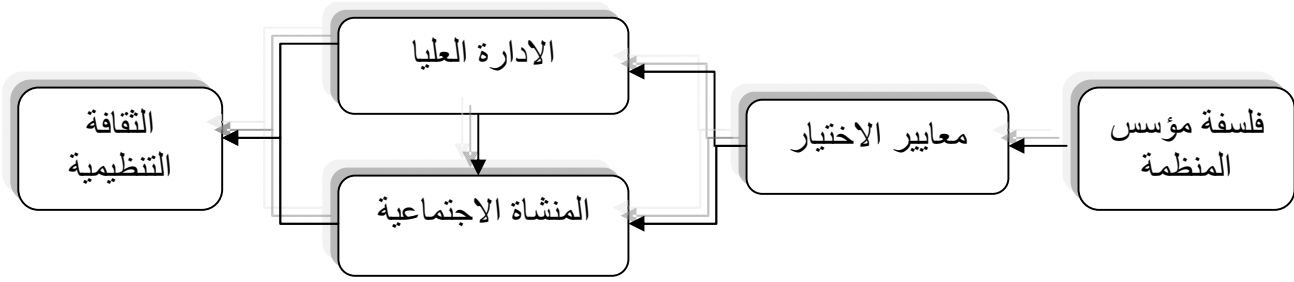 فلسفة مؤسس
المنظمة
معايير الاختيار
الادارة العليا
المنشاة الاجتماعية
الثقافة
التنظيمية